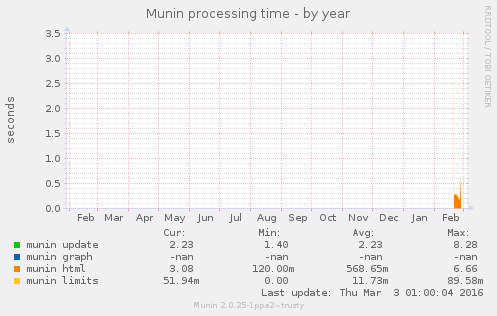 Munin processing time - by year
RRDTOOL / TOBI OETIKER
seconds
3.5
3.0
2.5
2.0
1.5
1.0
0.5
0.0
Feb Mar Apr May Jun Jul Aug Sep Oct Nov Dec Jan Feb
Cur: Min: Avg: Max:
munin update 2.23 1.40 2.23 8.28
munin graph -nan -nan -nan -nan
munin html 3.08 120.00m 568.65m 6.66
munin limits 51.94m 0.00 11.73m 89.58m
Last update: Thu Mar 3 01:00:04 2016
Munin 2.0.25-1ppa2~trusty